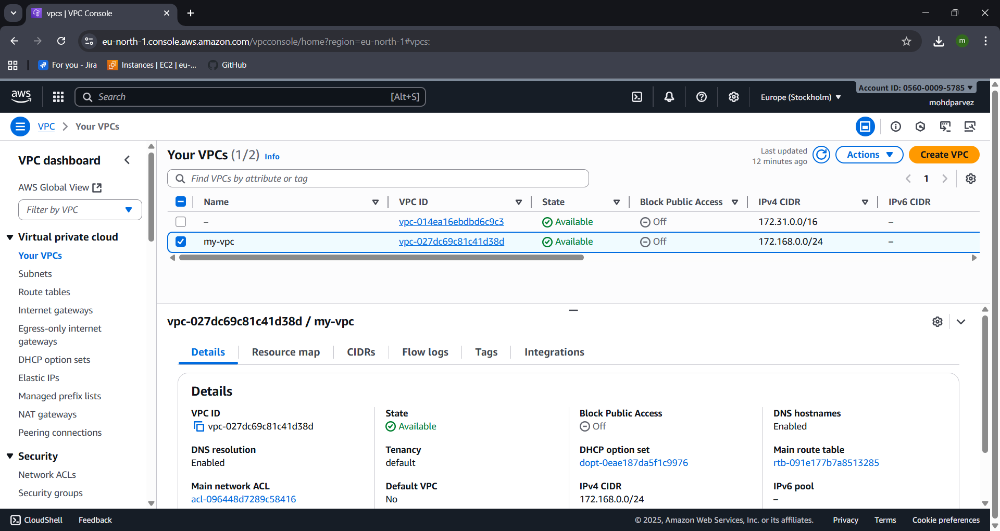 vpcs | VPC Console
eu-north-1.console.aws.amazon.com/vpcconsole/home?region=eu-north-1#vpcs:
m
For you - Jira
Instances | EC2 | eu-...
GitHub
aws
Search
[Alt+S]
Europe (Stockholm)
Account ID: 0560-0009-5785
mohdparvez
VPC
Your VPCs
VPC dashboard
AWS Global View
Filter by VPC
Virtual private cloud
Your VPCs
Subnets
Route tables
Internet gateways
Egress-only internet
gateways
DHCP option sets
Elastic IPs
Managed prefix lists
NAT gateways
Peering connections
Security
Network ACLs
Security groups
Your VPCs (1/2) Info
Last updated
12 minutes ago
Actions
Create VPC
Find VPCs by attribute or tag
1
Name VPC ID State Block Public Access IPv4 CIDR IPv6 CIDR
– vpc-014ea16ebdbd6c9c3 Available Off 172.31.0.0/16 –
my-vpc vpc-027dc69c81c41d38d Available Off 172.168.0.0/24 –
vpc-027dc69c81c41d38d / my-vpc
Details Resource map CIDRs Flow logs Tags Integrations
Details
VPC ID
vpc-027dc69c81c41d38d
State
Available
Block Public Access
Off
DNS hostnames
Enabled
DNS resolution
Enabled
Tenancy
default
DHCP option set
dopt-0eae187da5f1c9976
Main route table
rtb-091e177b7a8513285
Main network ACL
acl-096448d7289c58416
Default VPC
No
IPv4 CIDR
172.168.0.0/24
IPv6 pool
–
CloudShell
Feedback
© 2025, Amazon Web Services, Inc. or its affiliates.
Privacy
Terms
Cookie preferences